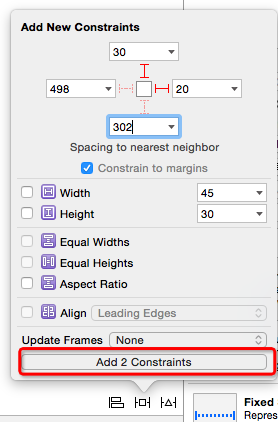 Add New Constraints
30
498 20
302
Spacing to nearest neighbor
Constrain to margins
Width 45
Height 30
Equal Widths
Equal Heights
Aspect Ratio
Align Leading Edges
Update Frames None
Add 2 Constraints
Fixed
Repres